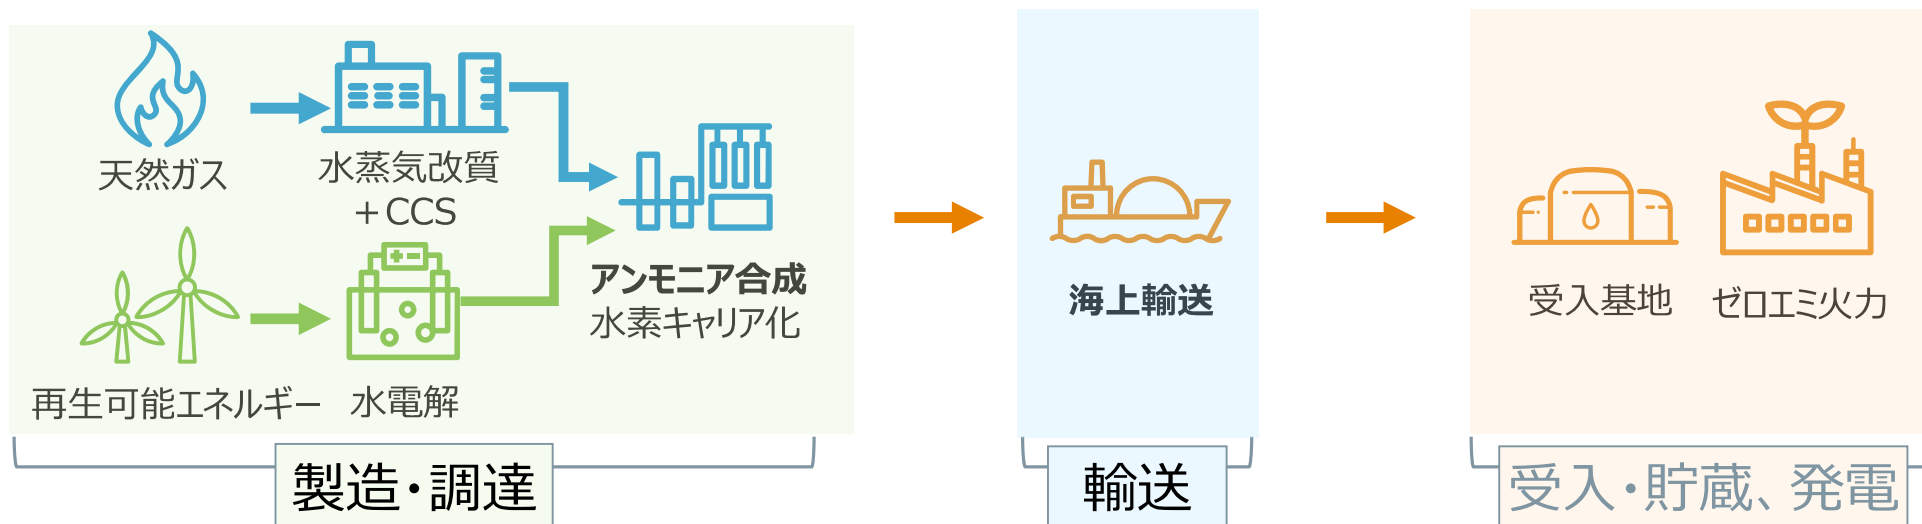 天然ガス
水蒸気改質
+CCS
再生可能エネルギー
水電解
アンモニア合成
水素キャリア化
製造・調達
海上輸送
輸送
受入基地
ゼロエミ火力
受入・貯蔵、発電